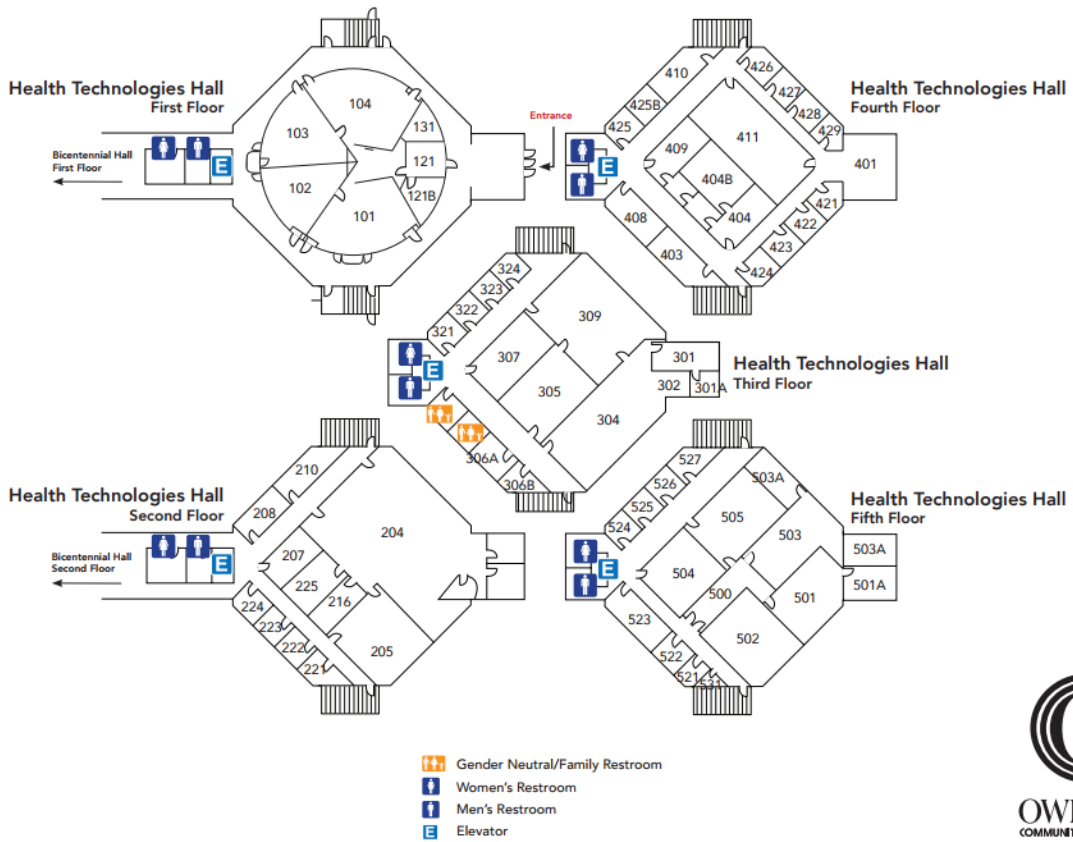 Health Technologies Hall
First Floor
Bicentennial Hall
First Floor
E
103
104
131
121
121B
102
101
Entrance
Health Technologies Hall
Fourth Floor
410
425B
425
426
427
428
429
411
409
404B
404
401
E
408
403
421
422
423
424
Health Technologies Hall
Third Floor
324
323
322
321
309
307
305
304
301
302
301A
E
306A
306B
Health Technologies Hall
Second Floor
Bicentennial Hall
Second Floor
E
210
208
204
207
225
216
205
224
223
222
221
Health Technologies Hall
Fifth Floor
527
526
525
524
503A
505
503
504
500
501
502
503A
501A
E
523
522
521
531
Gender Neutral/Family Restroom
Women's Restroom
Men's Restroom
E Elevator